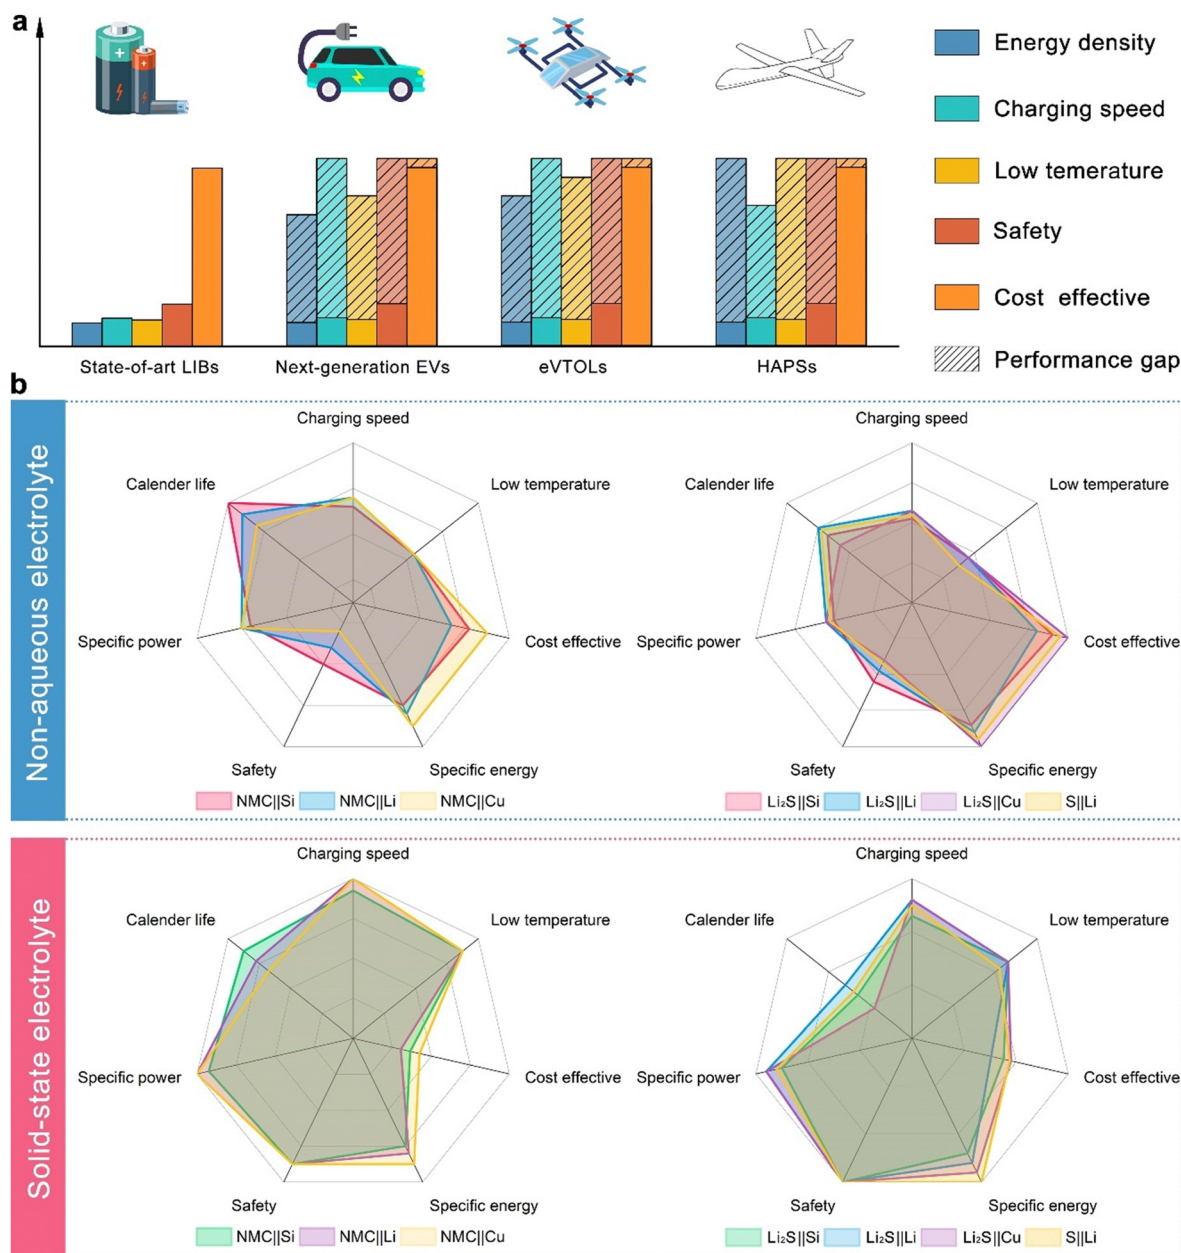 a
Energy density
Charging speed
Low temerature
Safety
Cost effective
Performance gap
State-of-art LIBs
Next-generation EVs
eVTOLs
HAPSs
b
Non-aqueous electrolyte
Charging speed
Calender life
Low temperature
Specific power
Cost effective
Safety
Specific energy
NMC||Si
NMC||Li
NMC||Cu
Charging speed
Calender life
Low temperature
Specific power
Cost effective
Safety
Specific energy
Li₂S||Si
Li₂S||Li
Li₂S||Cu
S||Li
Solid-state electrolyte
Charging speed
Calender life
Low temperature
Specific power
Cost effective
Safety
Specific energy
NMC||Si
NMC||Li
NMC||Cu
Charging speed
Calender life
Low temperature
Specific power
Cost effective
Safety
Specific energy
Li₂S||Si
Li₂S||Li
Li₂S||Cu
S||Li